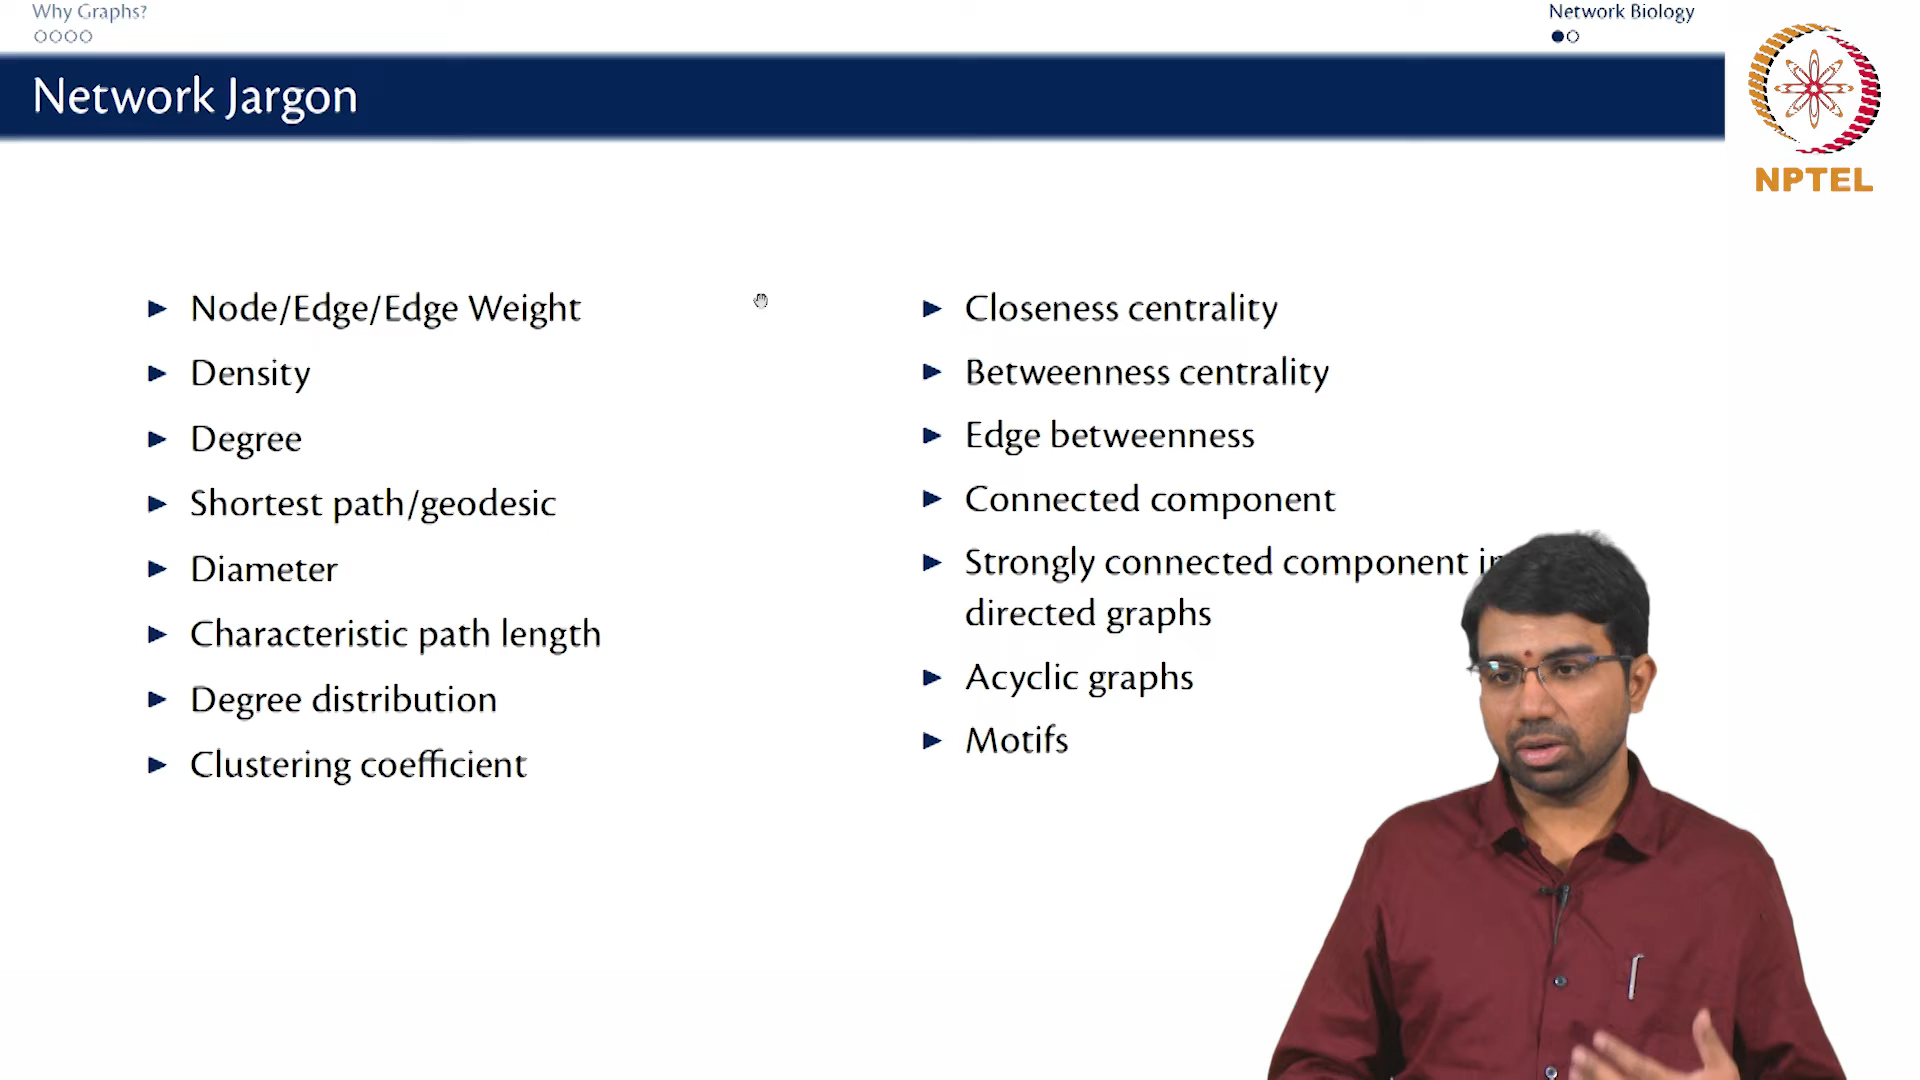 Why Graphs?
Network Biology
Network Jargon
NPTEL
Node/Edge/Edge Weight
Density
Degree
Shortest path/geodesic
Diameter
Characteristic path length
Degree distribution
Clustering coefficient
Closeness centrality
Betweenness centrality
Edge betweenness
Connected component
Strongly connected component in
directed graphs
Acyclic graphs
Motifs